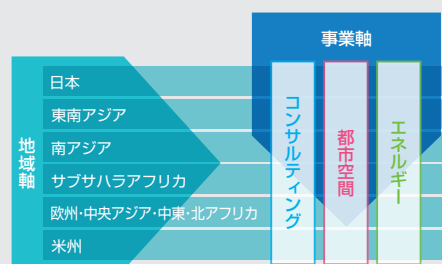 事業軸
地域軸
日本
東南アジア
南アジア
サブサハラアフリカ
欧州・中央アジア・中東・北アフリカ
米州
コンサルティング
都市空間
エネルギー